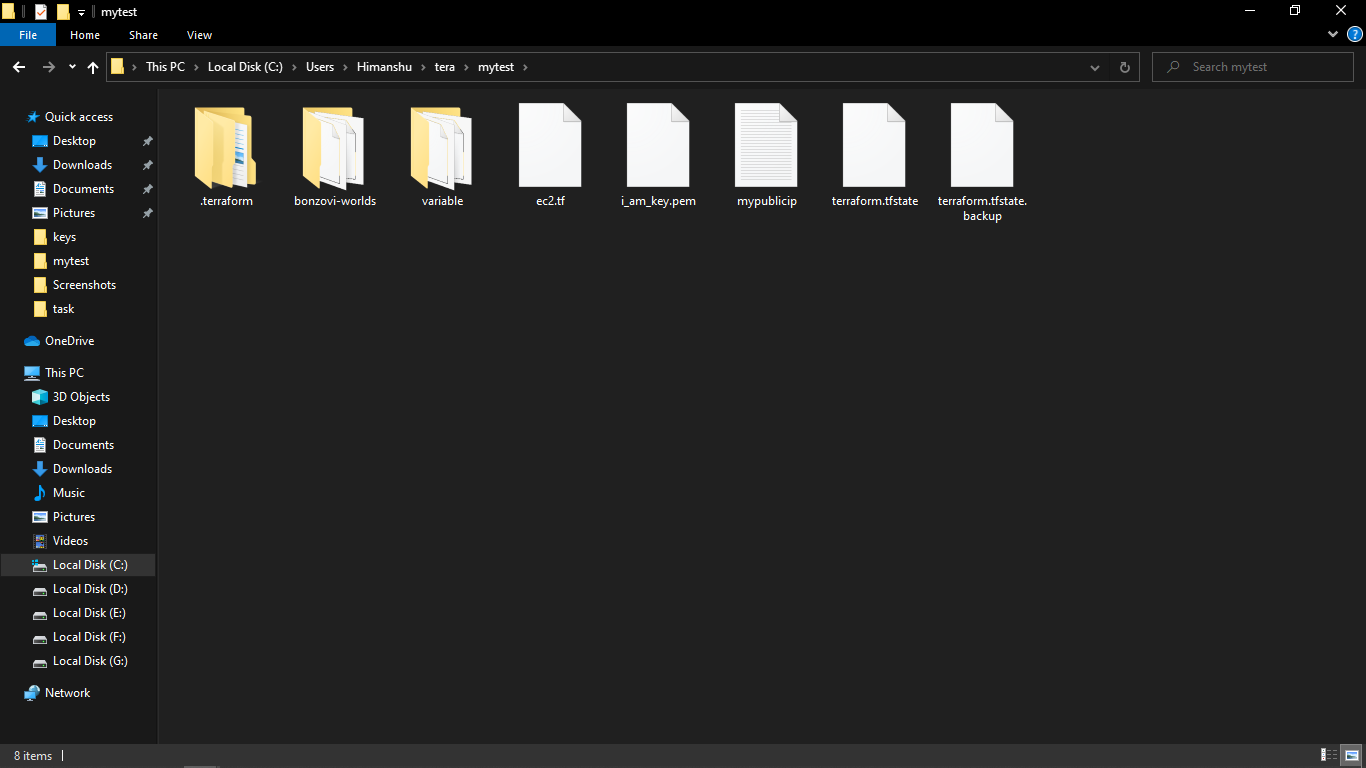 mytest
File Home Share View
This PC Local Disk (C:) Users Himanshu tera mytest
Search mytest
Quick access
Desktop
Downloads
Documents
Pictures
keys
mytest
Screenshots
task
OneDrive
This PC
3D Objects
Desktop
Documents
Downloads
Music
Pictures
Videos
Local Disk (C:)
Local Disk (D:)
Local Disk (E:)
Local Disk (F:)
Local Disk (G:)
Network
.terraform
bonzovi-worlds
variable
ec2.tf
i_am_key.pem
mypublicip
terraform.tfstate
terraform.tfstate.
backup
8 items